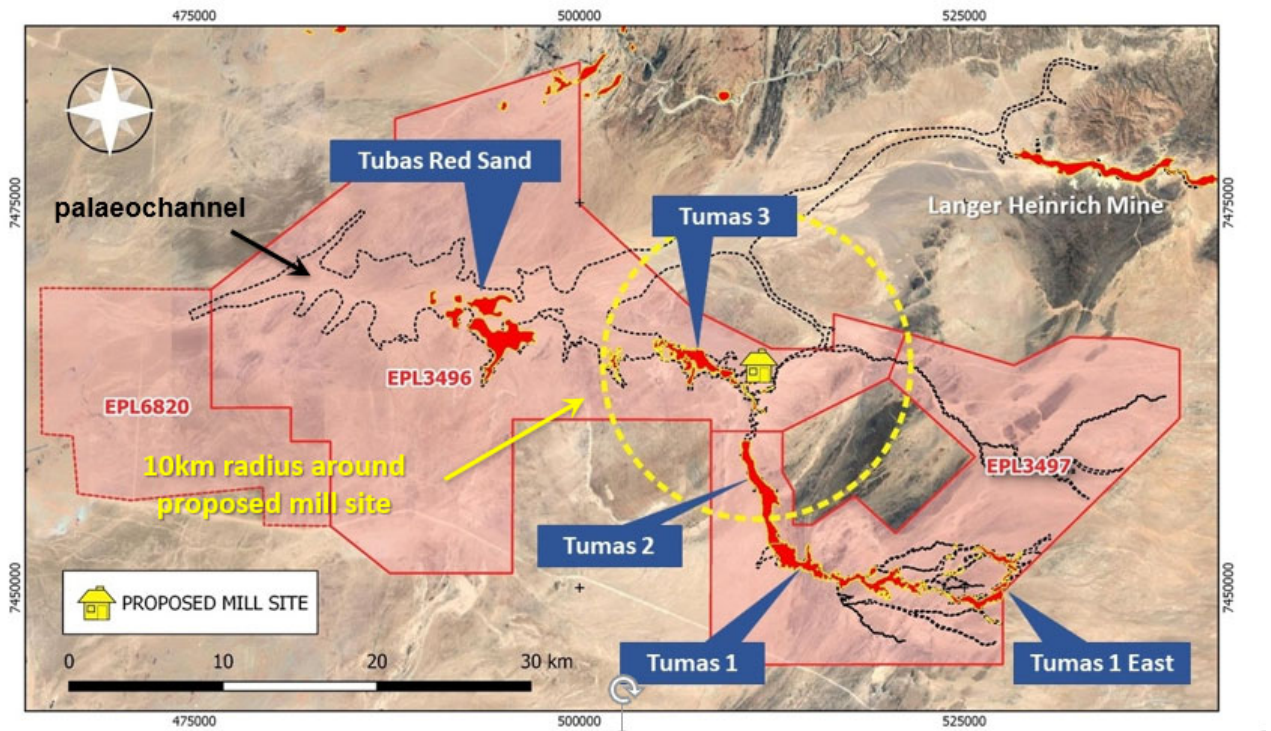 475000
500000
525000
Tubas Red Sand
palaeochannel
7475000
Tumas 3
Langer Heinrich Mine
7475000
EPL3496
EPL6820
10km radius around
proposed mill site
EPL3497
Tumas 2
7450000
7450000
PROPOSED MILL SITE
0
10
20
30 km
Tumas 1
Tumas 1 East
475000
500000
525000